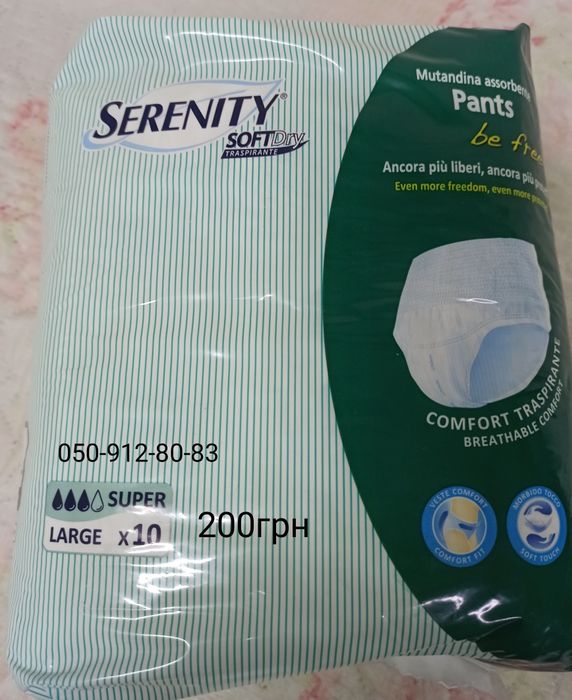 SERENITY®
SOFTDry
TRASPIRANTE
Mutandina assorbente
Pants
be free
Ancora più liberi, ancora più
Even more freedom, even more
COMFORT TRASPIRANTE
BREATHABLE COMFORT
050-912-80-83
SUPER
LARGE x10
200грн
VESTE COMFORT
COMFORT FIT
MORBIDO TOCCO
SOFT TOUCH